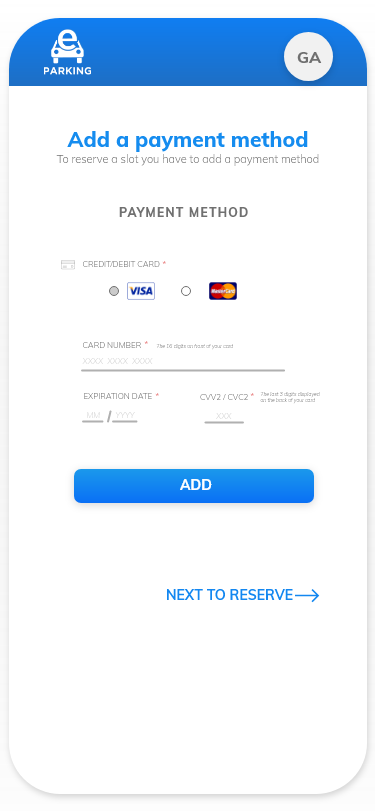 e
PARKING
GA
Add a payment method
To reserve a slot you have to add a payment method
PAYMENT METHOD
CREDIT/DEBIT CARD *
VISA
MasterCard
CARD NUMBER * The 16 digits on front of your card
XXXX XXXX XXXX
EXPIRATION DATE *
MM / YYYY
CVV2 / CVC2 * The last 3 digits displayed
on the back of your card
XXX
ADD
NEXT TO RESERVE